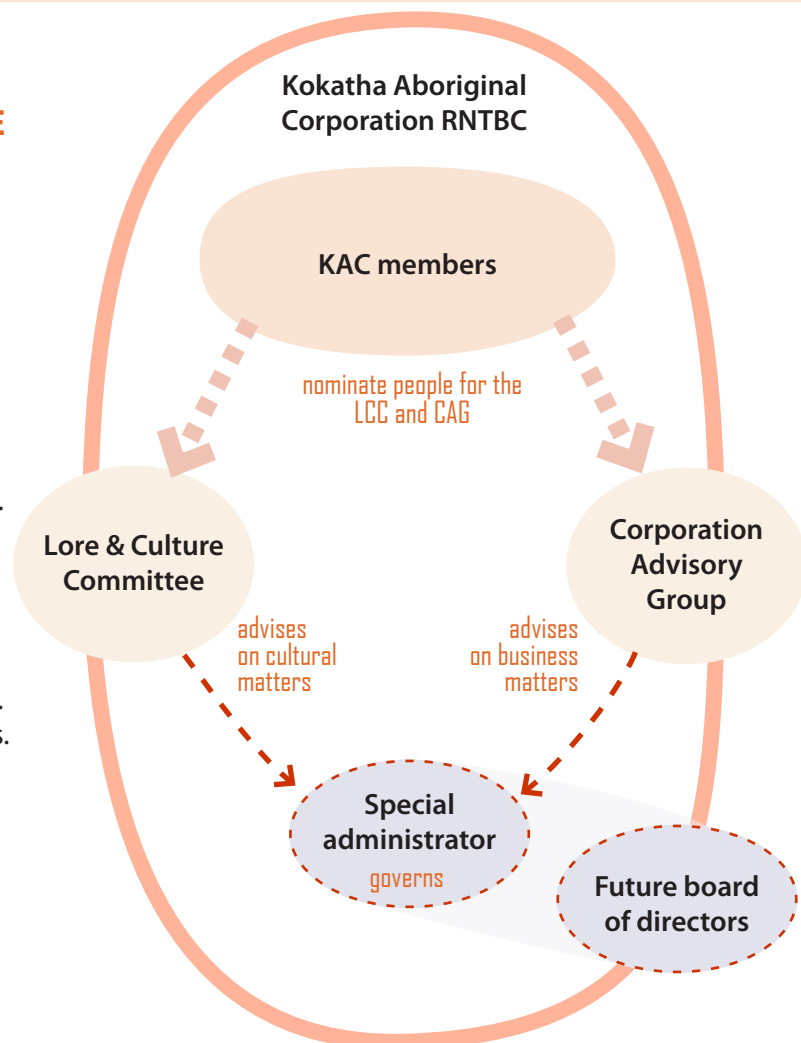 Kokatha Aboriginal
Corporation RNTBC
E
KAC members
nominate people for the
LCC and CAG
.
Lore & Culture
Committee
Corporation
Advisory
Group
advises
on cultural
matters
advises
on business
matters
.
s.
Special
administrator
governs
Future board
of directors